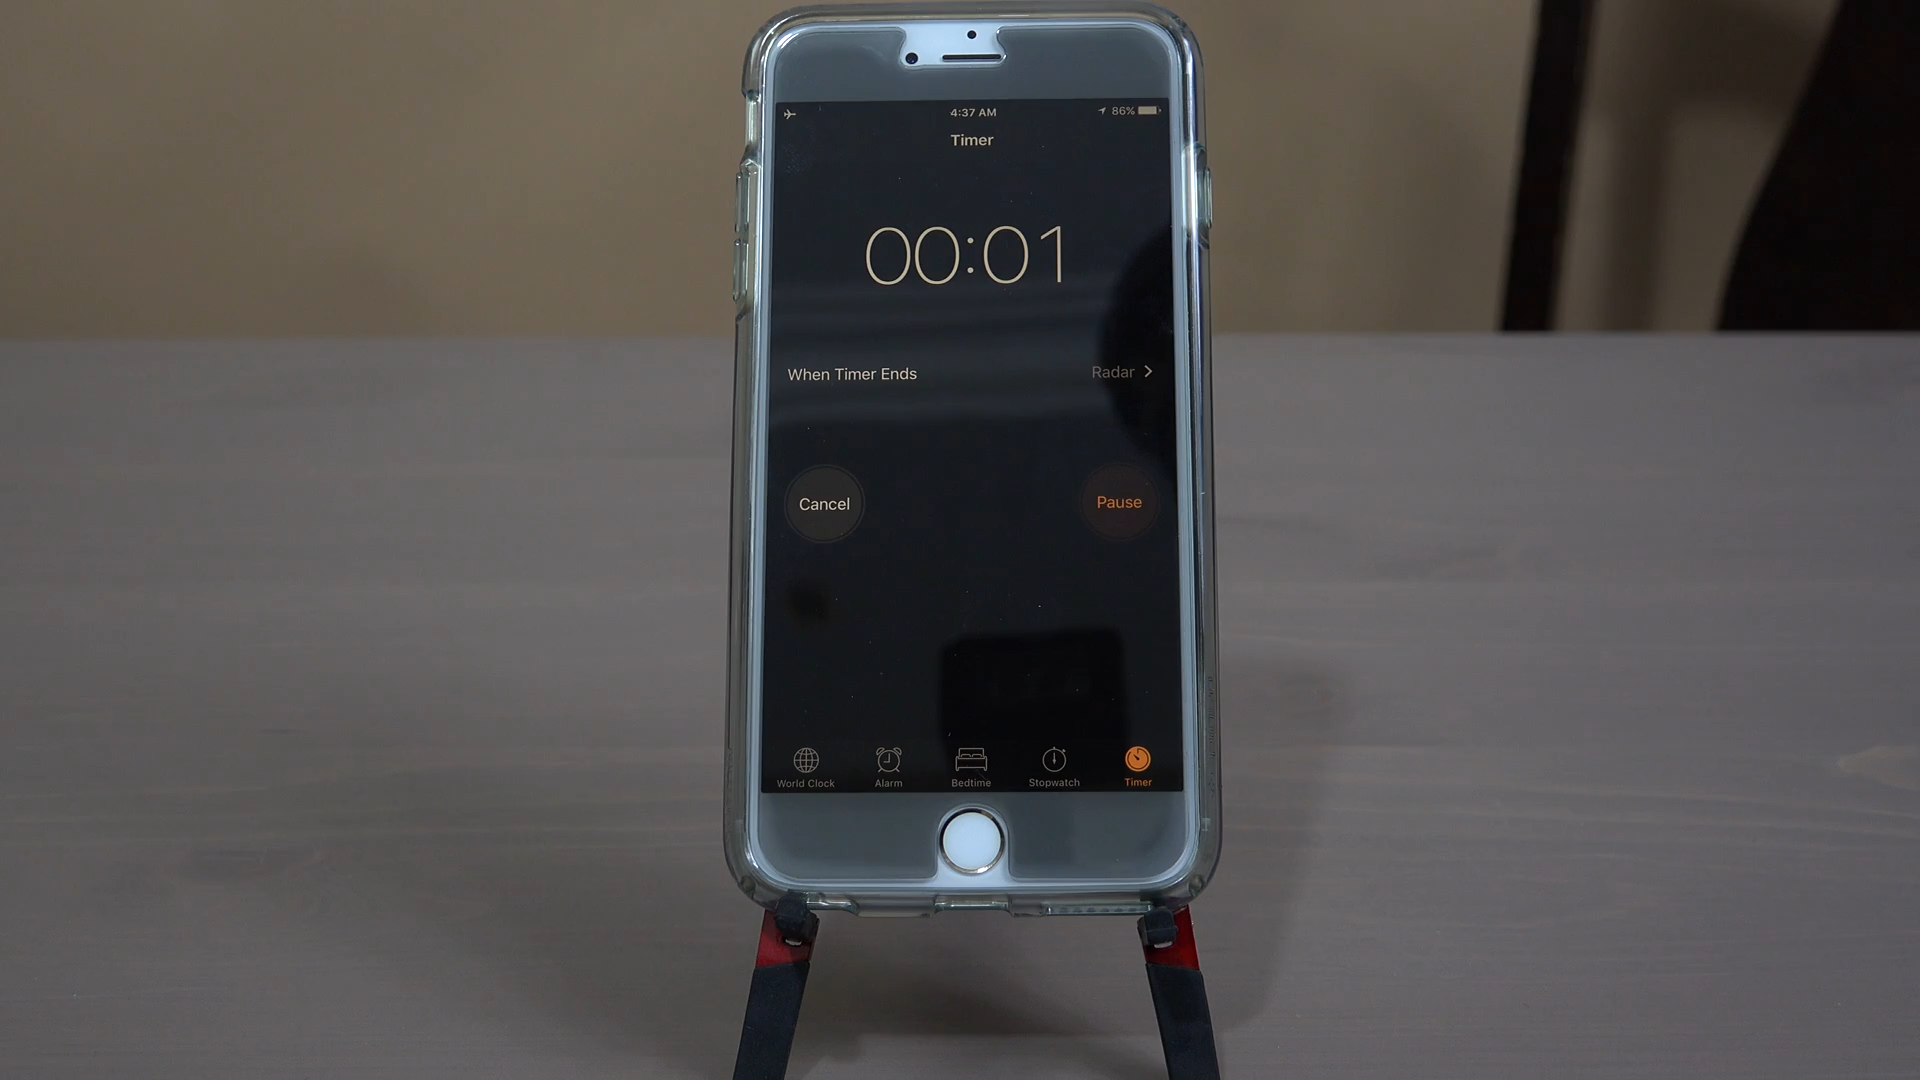 4:37 AM
86%
Timer
00:01
When Timer Ends Radar
Cancel Pause
World Clock Alarm Bedtime Stopwatch Timer